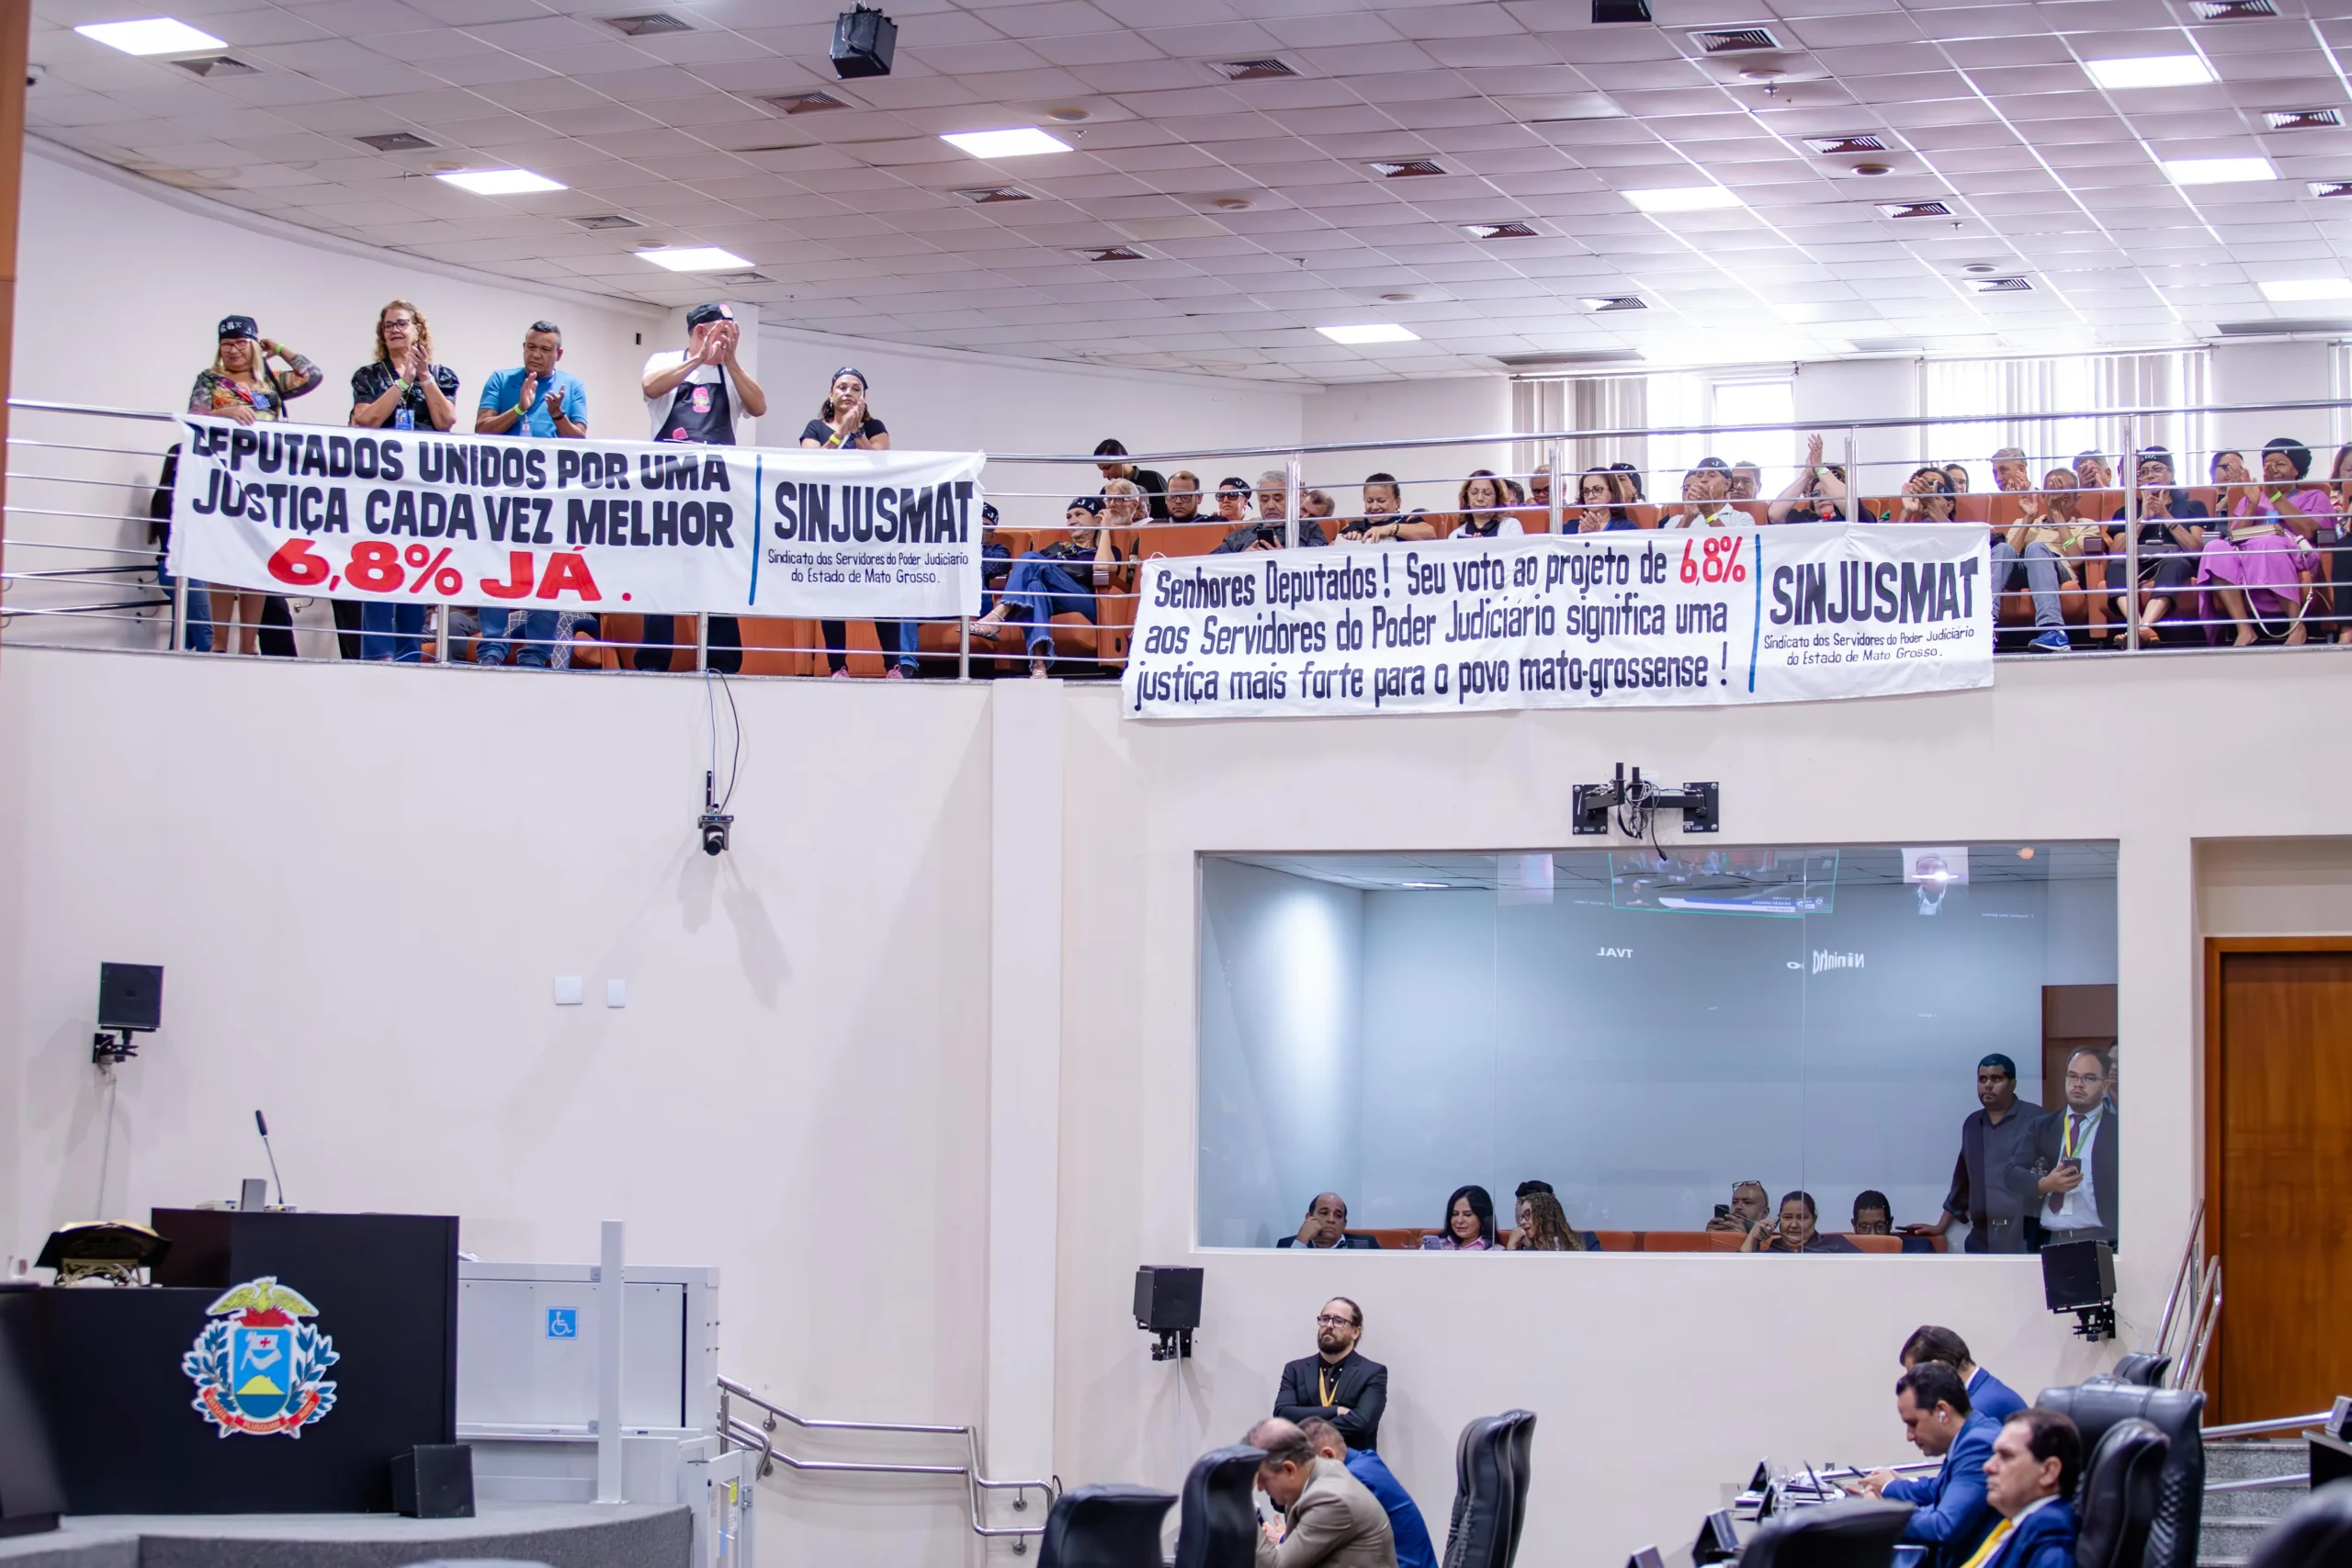 DEPUTADOS UNIDOS POR UMA
JUSTIÇA CADA VEZ MELHOR
6,8% JÁ.
SINJUSMAT
Sindicato dos Servidores do Poder Judiciario
do Estado de Mato Grosso.
Senhores Deputados! Seu voto ao projeto de 6,8%
aos Servidores do Poder Judiciário significa uma
justiça mais forte para o povo mato-grossense!
SINJUSMAT
Sindicato dos Servidores do Poder Judiciário
do Estado de Mato Grosso.
TVAL